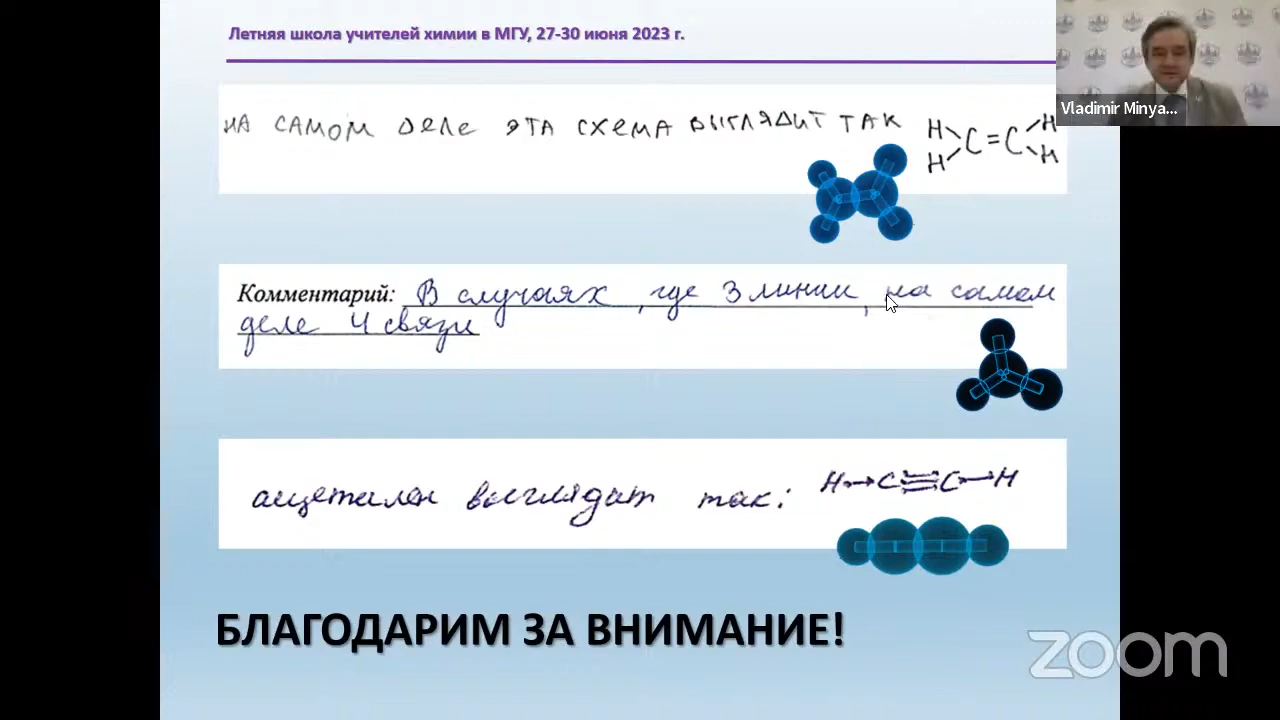 Летняя школа учителей химии в МГУ, 27-30 июня 2023 г.
Vladimir Minya...
НА САМОМ ДЕЛЕ ЭТА СХЕМА ВЫГЛЯДИТ ТАК
H H
C = C
H H
Комментарий: В случаях, где 3 линии, на самом
деле 4 связи
ацетилен выглядит так: H → C ≡ C — H
БЛАГОДАРИМ ЗА ВНИМАНИЕ!
zoom